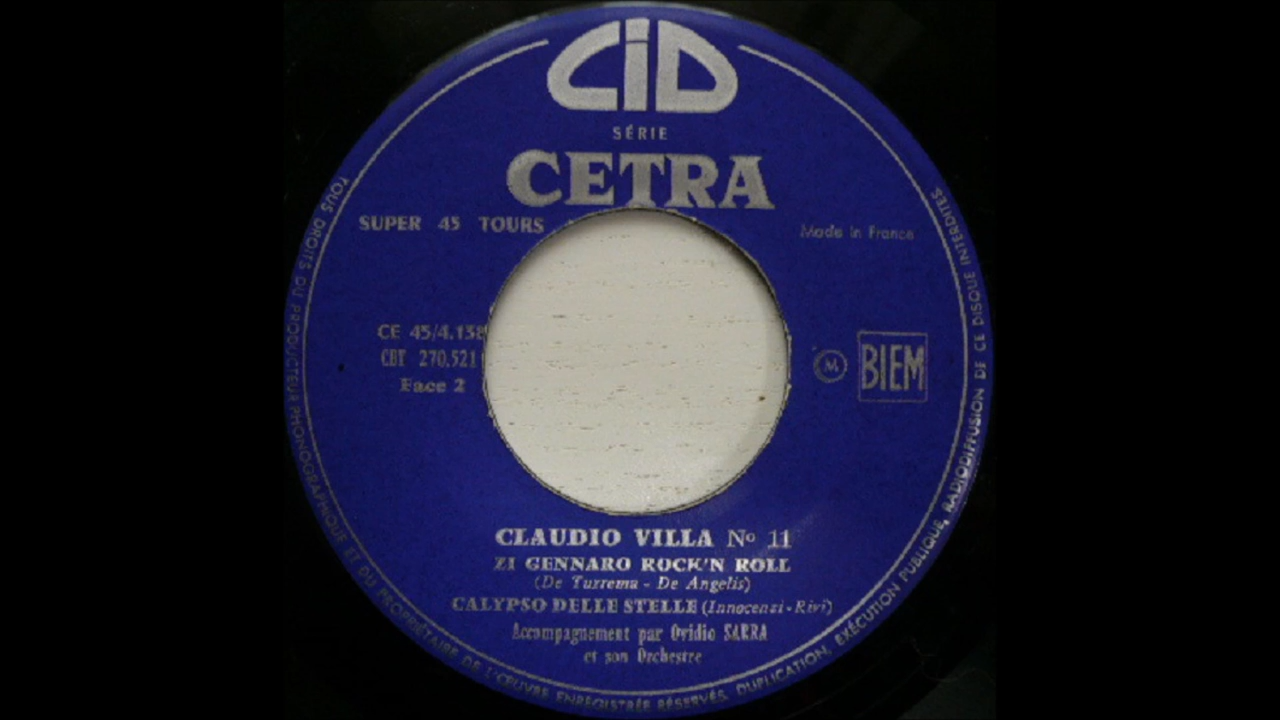 CID
SÉRIE
CETRA
SUPER 45 TOURS
Made in France
CE 45/4.138
CBT 270.521
Face 2
M
BIEM
CLAUDIO VILLA No 11
ZI GENNARO ROCK'N ROLL
(De Turrema - De Angelis)
CALYPSO DELLE STELLE (Innocenzi - Rivi)
Accompagnement par Ovidio SARRA
et son Orchestre
TOUS DROITS DU PRODUCTEUR PHONOGRAPHIQUE ET DU PROPRIÉTAIRE DE L'ŒUVRE ENREGISTRÉE RÉSERVÉS. DUPLICATION, EXÉCUTION PUBLIQUE, RADIODIFFUSION DE CE DISQUE INTERDITES